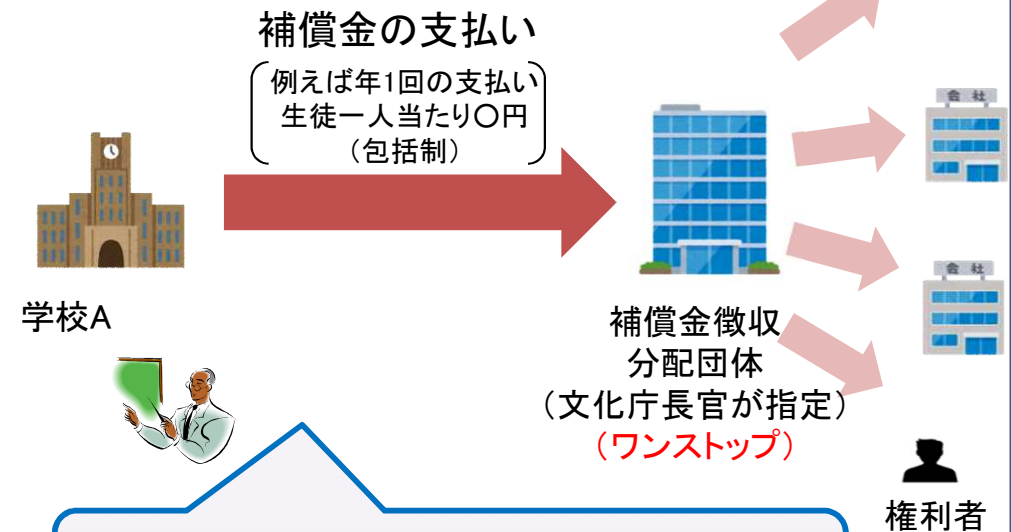 補償金の支払い
例えば年1回の支払い
生徒一人当たり〇円
（包括制）
会 社
会 社
学校A
補償金徴収
分配団体
（文化庁長官が指定）
（ワンストップ）
権利者